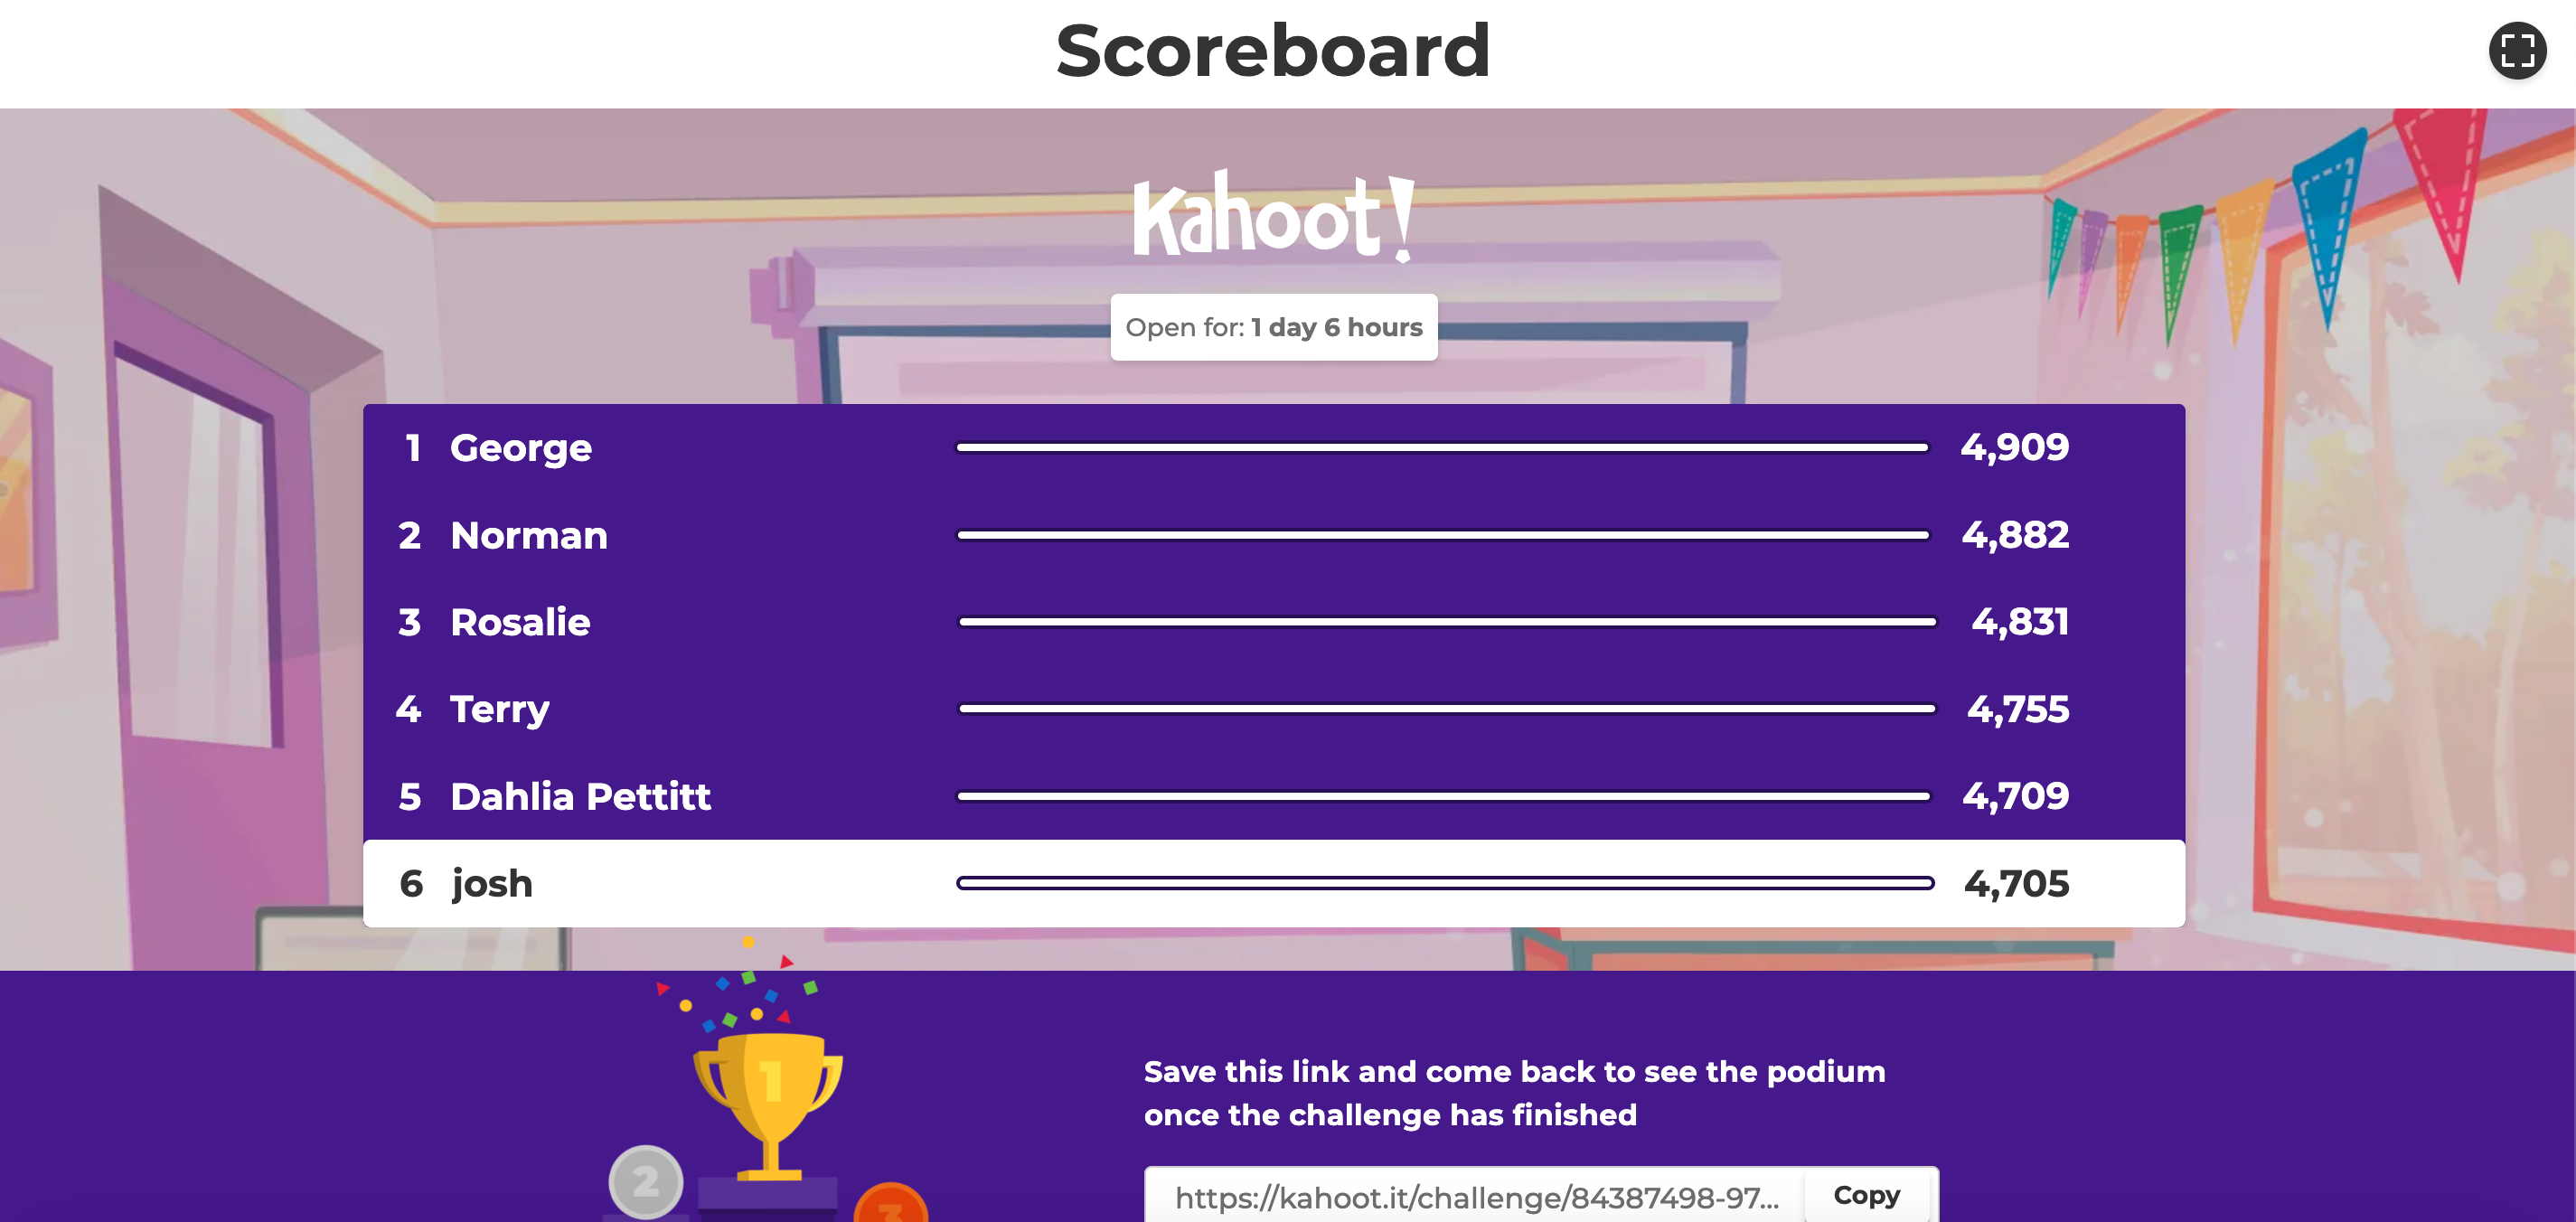 Scoreboard
Kahoot!
Open for: 1 day 6 hours
1 George 4,909
2 Norman 4,882
3 Rosalie 4,831
4 Terry 4,755
5 Dahlia Pettitt 4,709
6 josh 4,705
1
Save this link and come back to see the podium
once the challenge has finished
2
3
https://kahoot.it/challenge/84387498-97... Copy